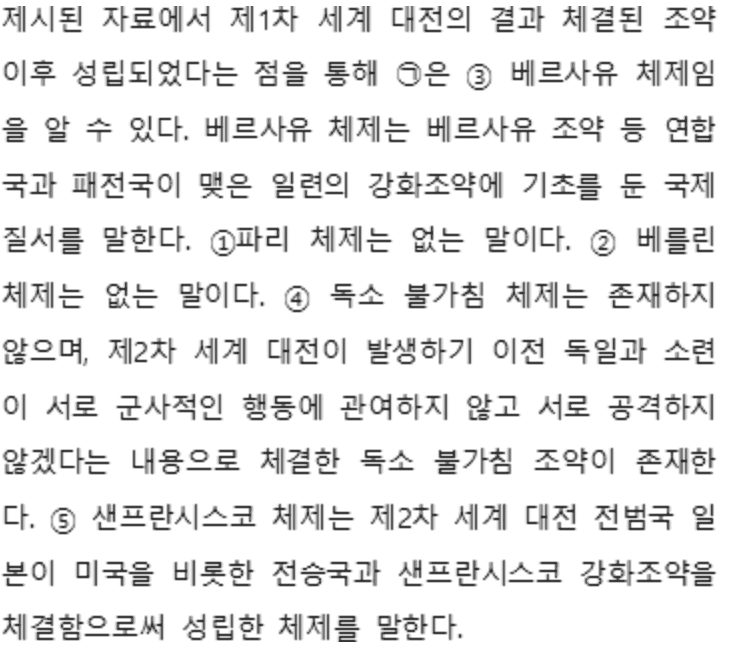 제시된 자료에서 제1차 세계 대전의 결과 체결된 조약
이후 성립되었다는 점을 통해 ㉠은 ③ 베르사유 체제임
을 알 수 있다. 베르사유 체제는 베르사유 조약 등 연합
국과 패전국이 맺은 일련의 강화조약에 기초를 둔 국제
질서를 말한다. ①파리 체제는 없는 말이다. ② 베를린
체제는 없는 말이다. ④ 독소 불가침 체제는 존재하지
않으며, 제2차 세계 대전이 발생하기 이전 독일과 소련
이 서로 군사적인 행동에 관여하지 않고 서로 공격하지
않겠다는 내용으로 체결한 독소 불가침 조약이 존재한
다. ⑤ 샌프란시스코 체제는 제2차 세계 대전 전범국 일
본이 미국을 비롯한 전승국과 샌프란시스코 강화조약을
체결함으로써 성립한 체제를 말한다.